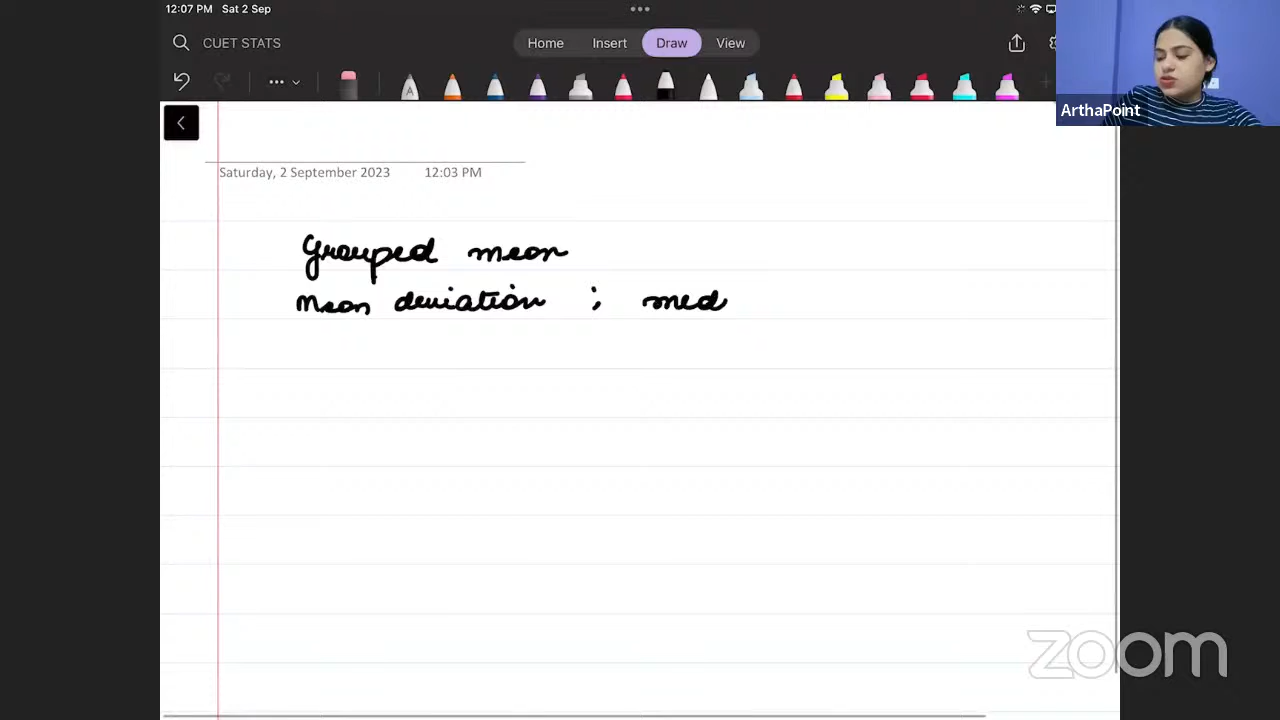 12:07 PM Sat 2 Sep
CUET STATS
Home Insert Draw View
A
ArthaPoint
Saturday, 2 September 2023 12:03 PM
Grouped mean
Mean deviation ; med
zoom